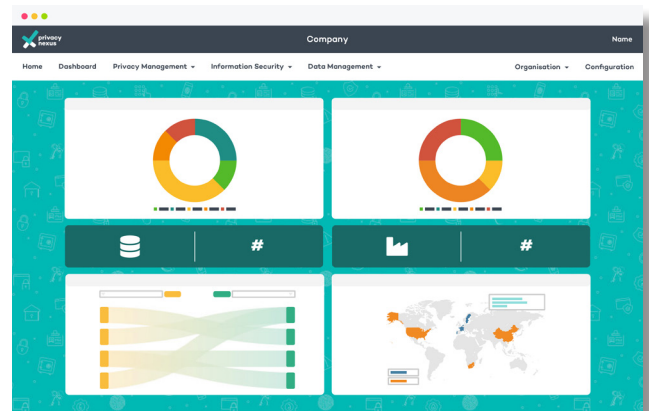 privacy
nexus
Company
Name
Home Dashboard Privacy Management Information Security Data Management Organisation Configuration
# #